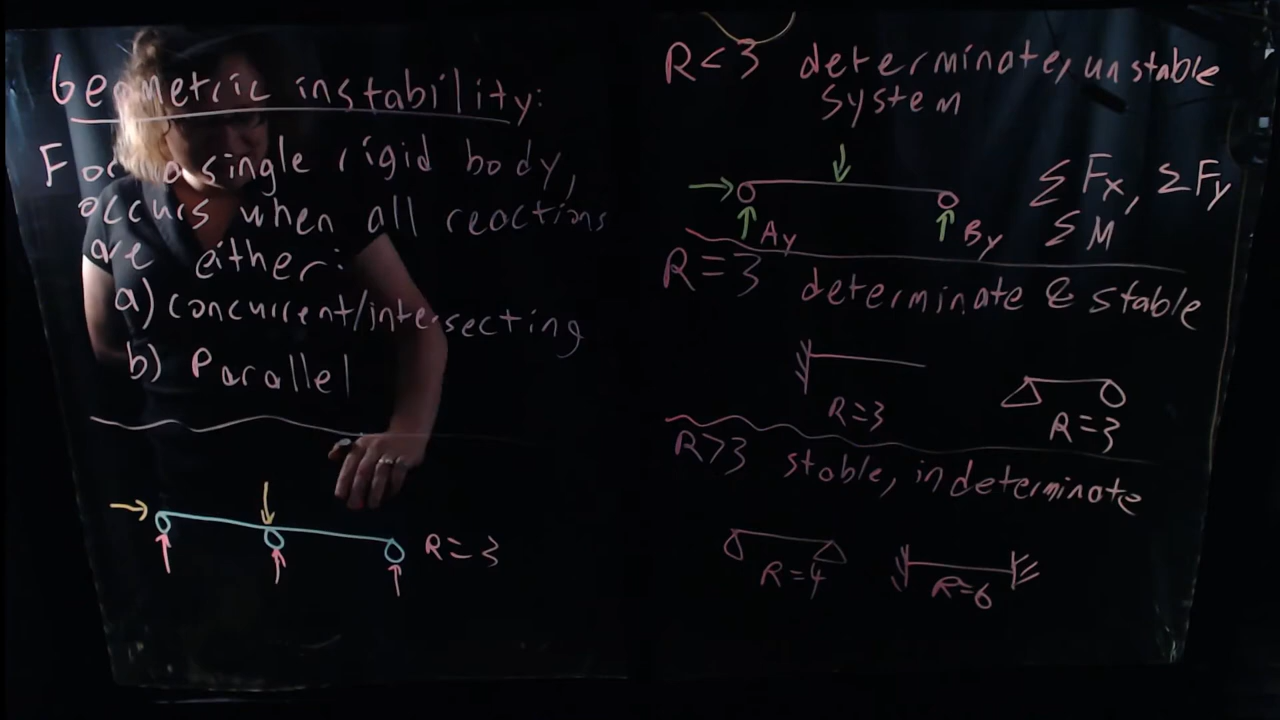 Geometric instability:
For a single rigid body,
occurs when all reactions
are either:
a) concurrent/intersecting
b) Parallel
R=3
R<3 determinate, unstable
system
ΣFx, ΣFy
ΣM
Ay
By
R=3 determinate & stable
R=3
R=3
R>3 stable, indeterminate
R=4
R=6